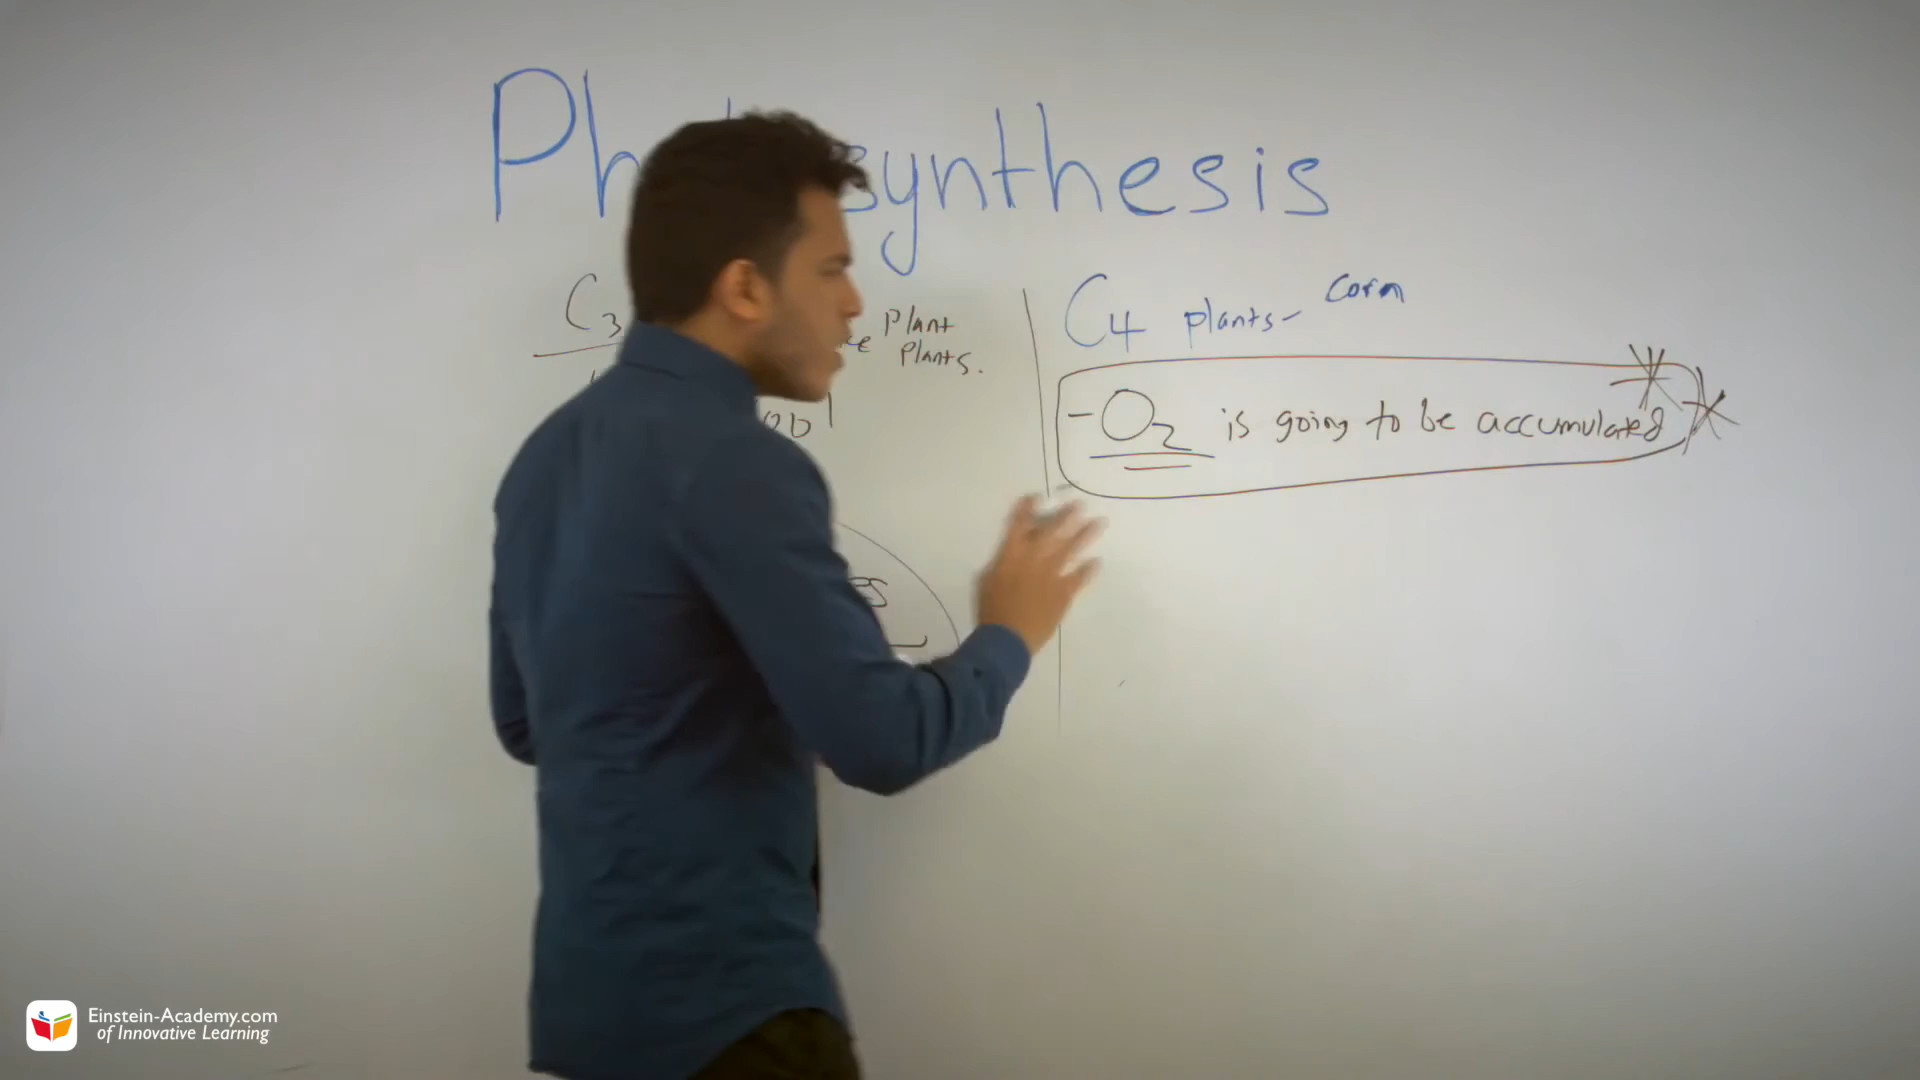 Photosynthesis
C3
Plant
Plants.
C4 plants- Corn
-O2 is going to be accumulated
Einstein-Academy.com
of Innovative Learning